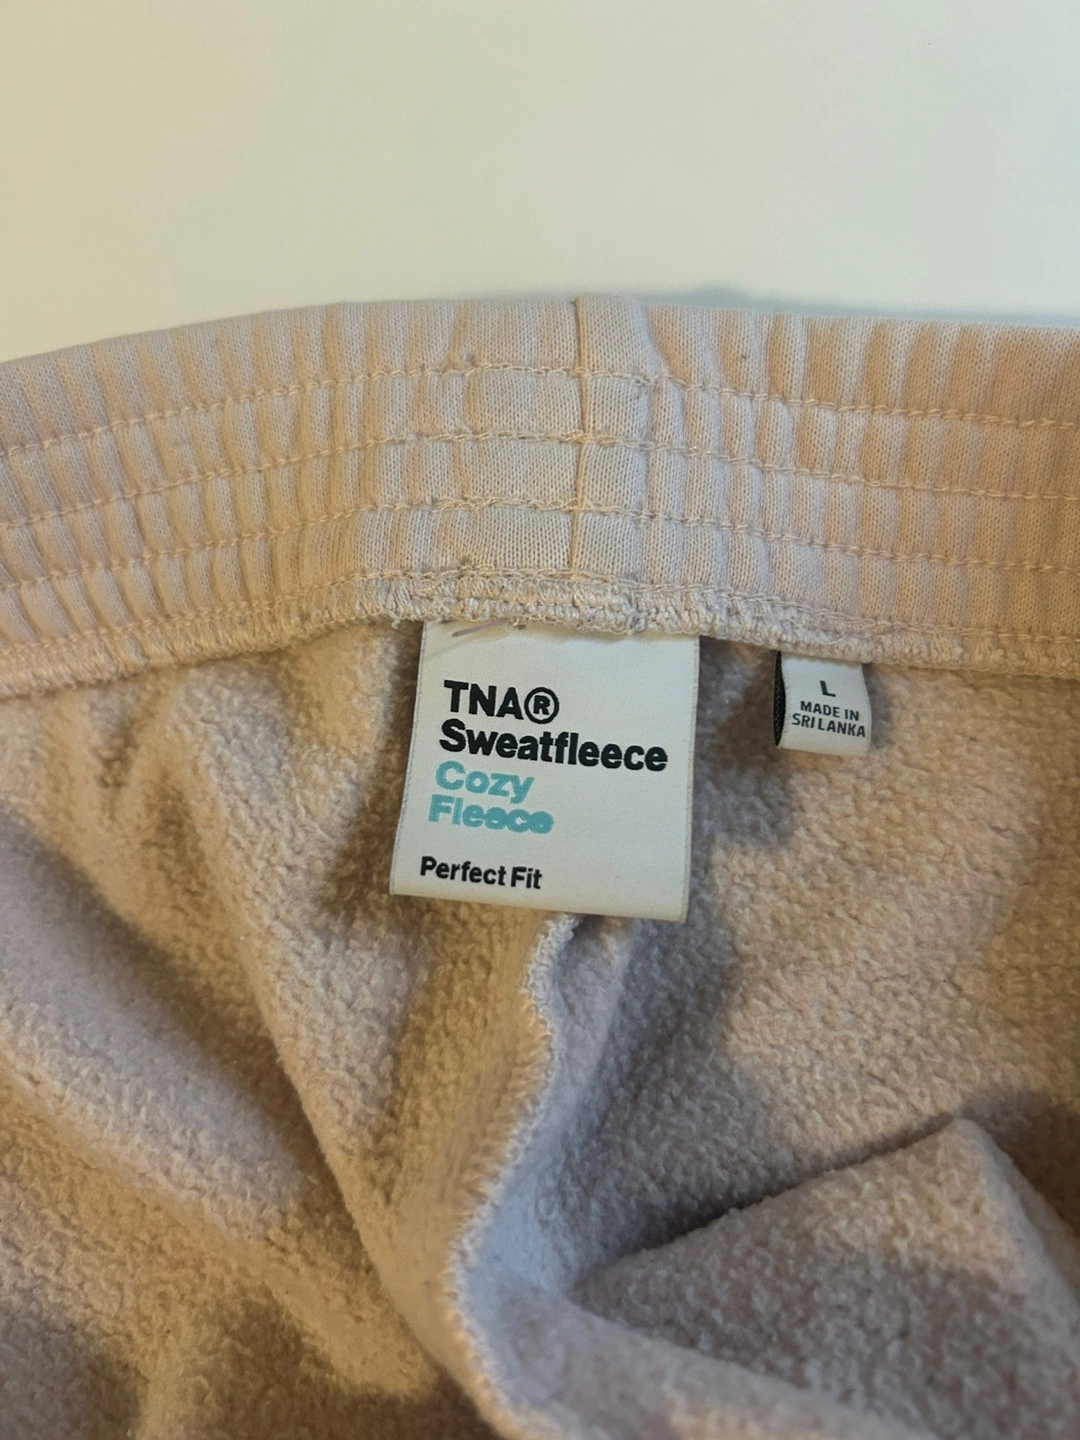 TNA®
Sweatfleece
Cozy
Fleece
Perfect Fit
L
MADE IN
SRI LANKA